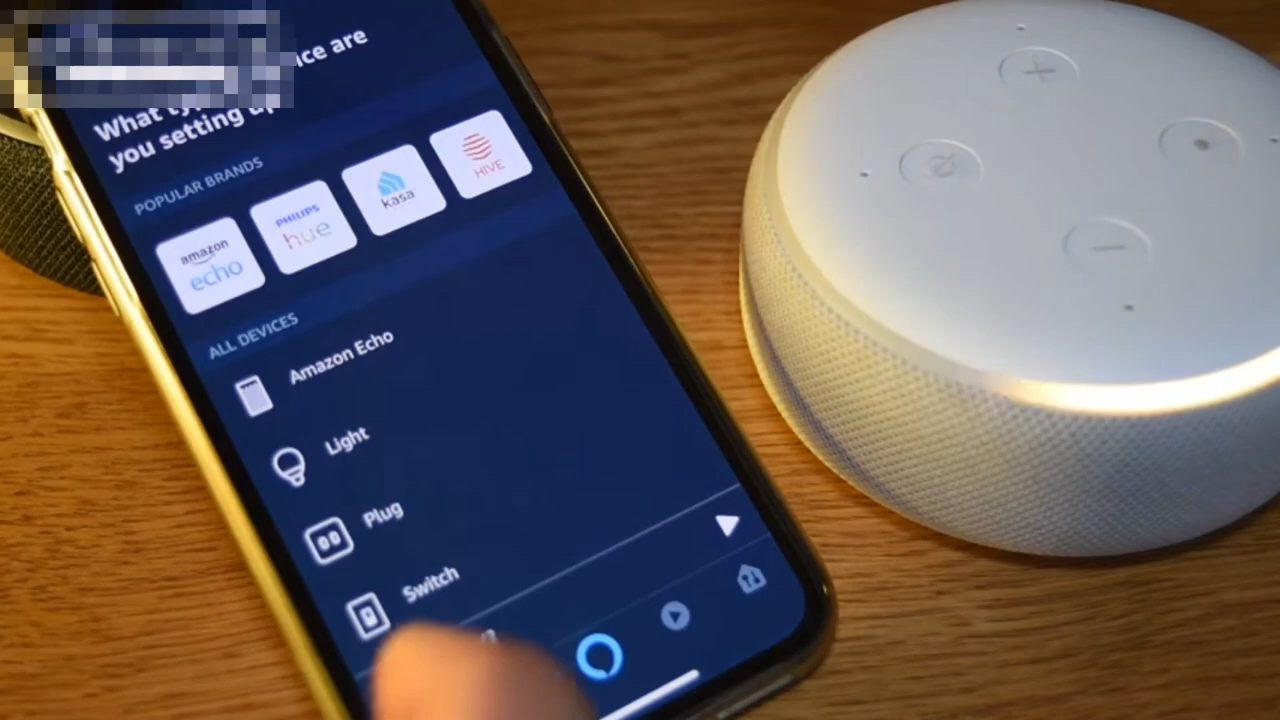 What ty ice are
you setting up
POPULAR BRANDS
amazon
echo
PHILIPS
hue
kasa
HIVE
ALL DEVICES
Amazon Echo
Light
Plug
Switch